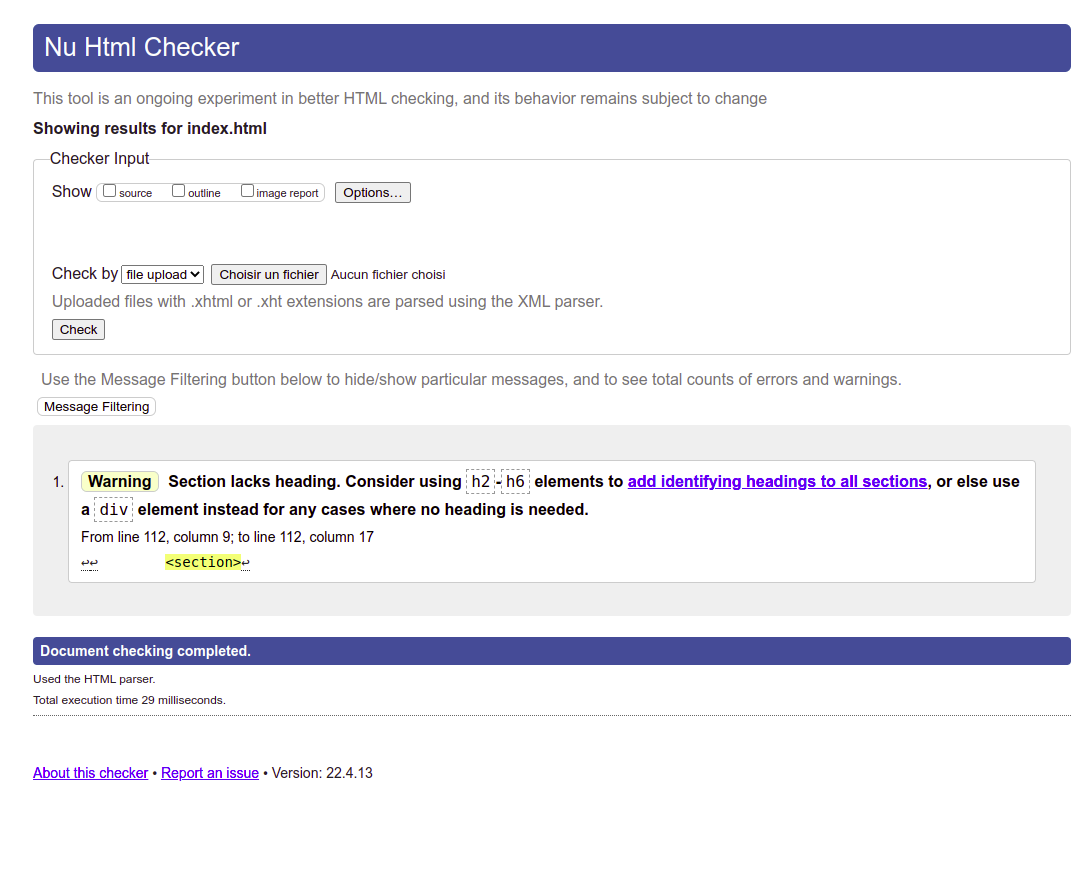 Nu Html Checker
This tool is an ongoing experiment in better HTML checking, and its behavior remains subject to change
Showing results for index.html
Checker Input
Show source outline image report Options…
Check by file upload Choisir un fichier Aucun fichier choisi
Uploaded files with .xhtml or .xht extensions are parsed using the XML parser.
Check
Use the Message Filtering button below to hide/show particular messages, and to see total counts of errors and warnings.
Message Filtering
1. Warning Section lacks heading. Consider using h2-h6 elements to add identifying headings to all sections, or else use
a div element instead for any cases where no heading is needed.
From line 112, column 9; to line 112, column 17
↩↩ <section>↩
Document checking completed.
Used the HTML parser.
Total execution time 29 milliseconds.
About this checker • Report an issue • Version: 22.4.13